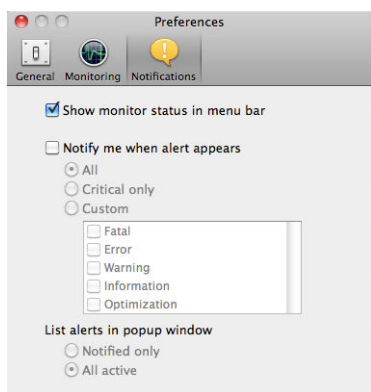 Preferences
General Monitoring Notifications
Show monitor status in menu bar
Notify me when alert appears
All
Critical only
Custom
Fatal
Error
Warning
Information
Optimization
List alerts in popup window
Notified only
All active